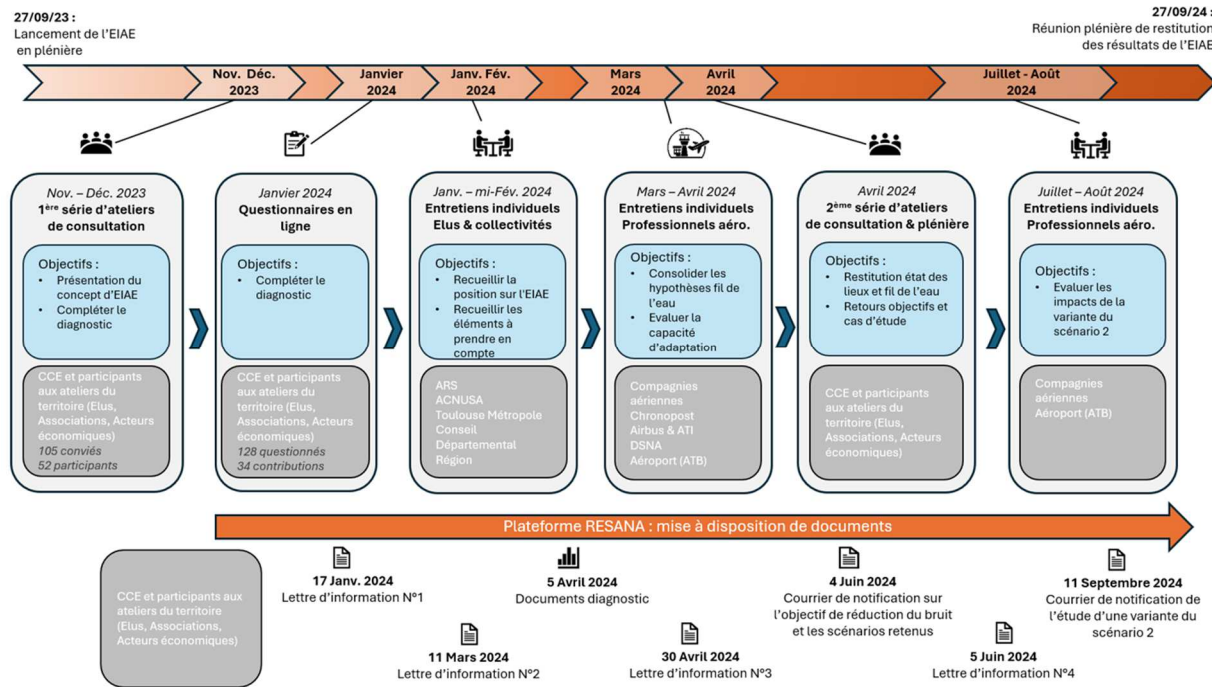 27/09/23 :
Lancement de l'EIAE
en plénière
27/09/24 :
Réunion plénière de restitution
des résultats de l'EIAE
Nov. Déc.
2023
Janvier
2024
Janv. Fév.
2024
Mars
2024
Avril
2024
Juillet - Août
2024
Nov. – Déc. 2023
1ère série d'ateliers
de consultation
Objectifs :
• Présentation du
concept d'EIAE
• Compléter le
diagnostic
CCE et participants
aux ateliers du
territoire (Elus,
Associations, Acteurs
économiques)
105 conviés
52 participants
Janvier 2024
Questionnaires en
ligne
Objectifs :
• Compléter le
diagnostic
CCE et participants
aux ateliers du
territoire (Elus,
Associations, Acteurs
économiques)
128 questionnés
34 contributions
Janv. – mi-Fév. 2024
Entretiens individuels
Elus & collectivités
Objectifs :
• Recueillir la
position sur l'EIAE
• Recueillir les
éléments à
prendre en
compte
ARS
ACNUSA
Toulouse Métropole
Conseil
Départemental
Région
Mars – Avril 2024
Entretiens individuels
Professionnels aéro.
Objectifs :
• Consolider les
hypothèses fil de
l'eau
• Evaluer la
capacité
d'adaptation
Compagnies
aériennes
Chronopost
Airbus & ATI
DSNA
Aéroport (ATB)
Avril 2024
2ème série d'ateliers
de consultation & plénière
Objectifs :
• Restitution état des
lieux et fil de l'eau
• Retours objectifs et
cas d'étude
CCE et participants
aux ateliers du
territoire (Elus,
Associations, Acteurs
économiques)
Juillet – Août 2024
Entretiens individuels
Professionnels aéro.
Objectifs :
• Evaluer les
impacts de la
variante du
scénario 2
Compagnies
aériennes
Aéroport (ATB)
Plateforme RESANA : mise à disposition de documents
CCE et participants aux
ateliers du territoire
(Elus, Associations,
Acteurs économiques)
17 Janv. 2024
Lettre d'information N°1
11 Mars 2024
Lettre d'information N°2
5 Avril 2024
Documents diagnostic
30 Avril 2024
Lettre d'information N°3
4 Juin 2024
Courrier de notification sur
l'objectif de réduction du bruit
et les scénarios retenus
5 Juin 2024
Lettre d'information N°4
11 Septembre 2024
Courrier de notification de
l'étude d'une variante du
scénario 2